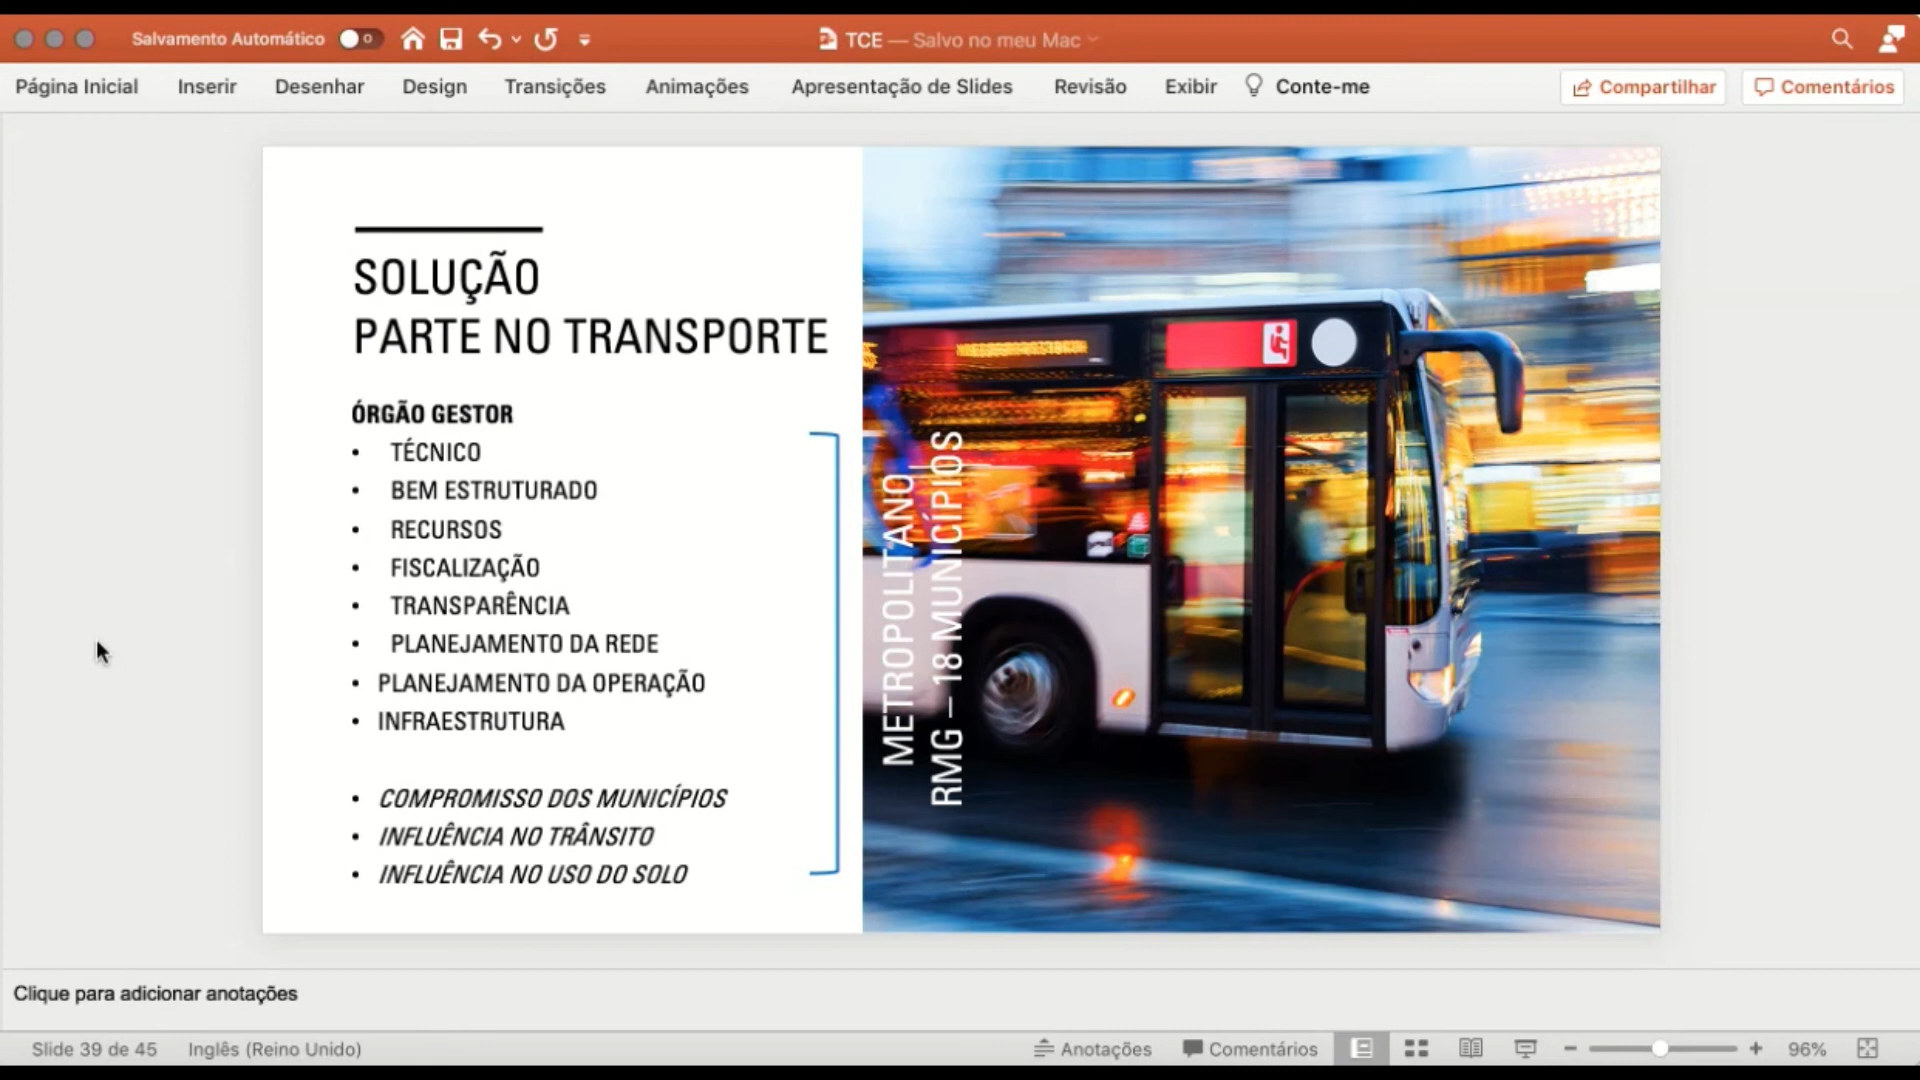 Salvamento Automático
TCE — Salvo no meu Mac
Página Inicial Inserir Desenhar Design Transições Animações Apresentação de Slides Revisão Exibir Conte-me Compartilhar Comentários
SOLUÇÃO
PARTE NO TRANSPORTE
ÓRGÃO GESTOR
• TÉCNICO
• BEM ESTRUTURADO
• RECURSOS
• FISCALIZAÇÃO
• TRANSPARÊNCIA
• PLANEJAMENTO DA REDE
• PLANEJAMENTO DA OPERAÇÃO
• INFRAESTRUTURA
• COMPROMISSO DOS MUNICÍPIOS
• INFLUÊNCIA NO TRÂNSITO
• INFLUÊNCIA NO USO DO SOLO
METROPOLITANO
RMG – 18 MUNICÍPIOS
Clique para adicionar anotações
Slide 39 de 45 Inglês (Reino Unido) Anotações Comentários 96%